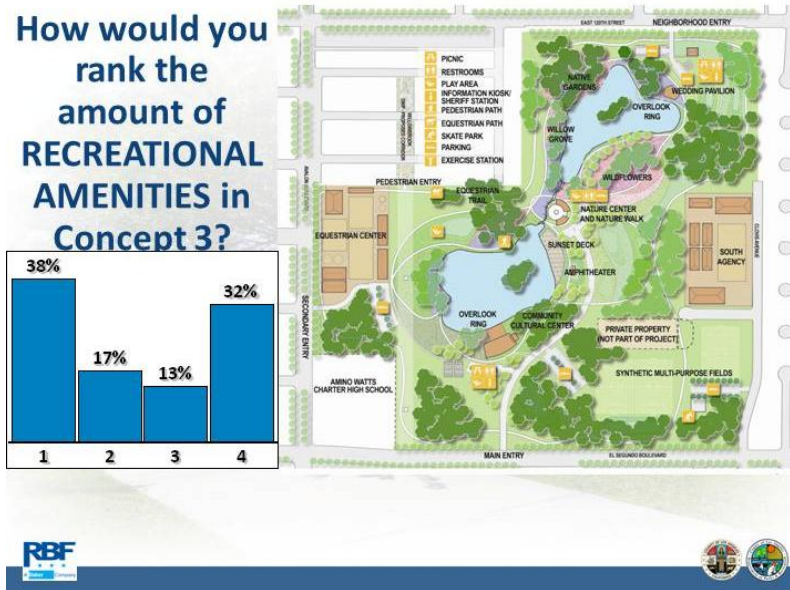 How would you
rank the
amount of
RECREATIONAL
AMENITIES in
Concept 3?
38%
17%
13%
32%
1
2
3
4
EAST 120TH STREET
NEIGHBORHOOD ENTRY
PICNIC
RESTROOMS
PLAY AREA
INFORMATION KIOSK/
SHERIFF STATION
PEDESTRIAN PATH
EQUESTRIAN PATH
SKATE PARK
PARKING
EXERCISE STATION
NATIVE
GARDENS
WEDDING PAVILION
OVERLOOK
RING
WILLOW
GROVE
WILDFLOWERS
PEDESTRIAN ENTRY
EQUESTRIAN
TRAIL
NATURE CENTER
AND NATURE WALK
EQUESTRIAN CENTER
SUNSET DECK
SOUTH
AGENCY
AMPHITHEATER
SECONDARY ENTRY
OVERLOOK
RING
COMMUNITY
CULTURAL CENTER
PRIVATE PROPERTY
(NOT PART OF PROJECT)
SYNTHETIC MULTI-PURPOSE FIELDS
AMINO WATTS
CHARTER HIGH SCHOOL
MAIN ENTRY
EL SEGUNDO BOULEVARD
RBF
Company